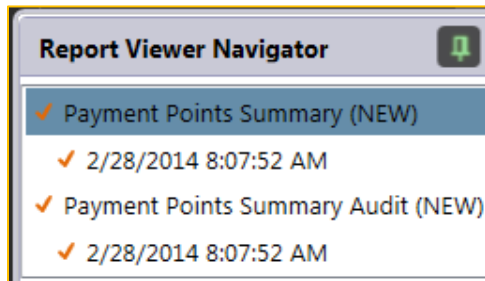 Report Viewer Navigator
Payment Points Summary (NEW)
2/28/2014 8:07:52 AM
Payment Points Summary Audit (NEW)
2/28/2014 8:07:52 AM